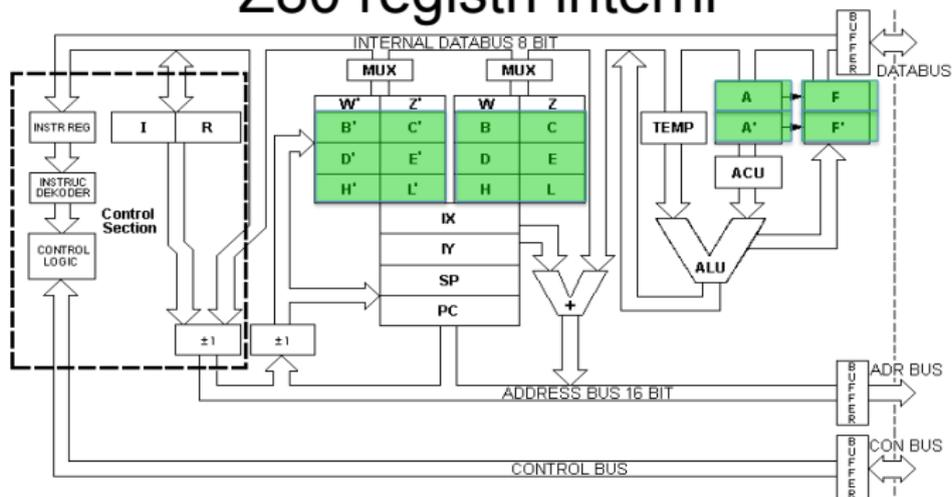 Z80 registri interni
INTERNAL DATABUS 8 BIT
BUFFER
DATABUS
MUX
MUX
W' Z' W Z
B' C' B C
D' E' D E
H' L' H L
IX
IY
SP
PC
INSTR REG
I R
INSTRUC
DEKODER
Control
Section
CONTROL
LOGIC
±1
±1
+
TEMP
A F
A' F'
ACU
ALU
ADDRESS BUS 16 BIT
BUFFER
ADR BUS
CONTROL BUS
BUFFER
CON BUS